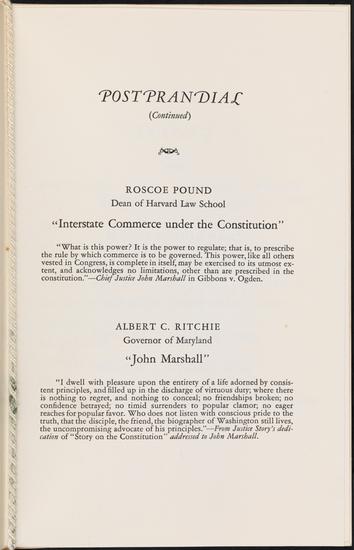 POSTPRANDIAL
(Continued)
ROSCOE POUND
Dean of Harvard Law School
“Interstate Commerce under the Constitution”
“What is this power? It is the power to regulate; that is, to prescribe
the rule by which commerce is to be governed. This power, like all others
vested in Congress, is complete in itself, may be exercised to its utmost ex-
tent, and acknowledges no limitations, other than are prescribed in the
constitution.”—Chief Justice John Marshall in Gibbons v. Ogden.
ALBERT C. RITCHIE
Governor of Maryland
“John Marshall”
“I dwell with pleasure upon the entirety of a life adorned by consis-
tent principles, and filled up in the discharge of virtuous duty; where there
is nothing to regret, and nothing to conceal; no friendships broken; no
confidence betrayed; no timid surrenders to popular clamor; no eager
reaches for popular favor. Who does not listen with conscious pride to the
truth, that the disciple, the friend, the biographer of Washington still lives,
the uncompromising advocate of his principles.”—From Justice Story's dedi-
cation of “Story on the Constitution” addressed to John Marshall.